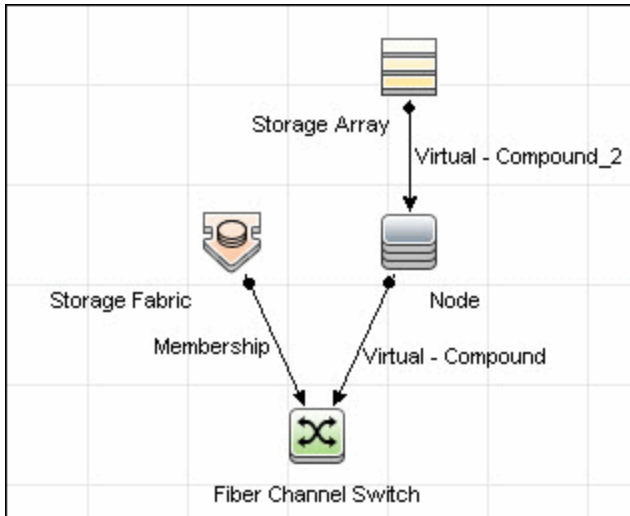 Storage Array
Virtual - Compound_2
Storage Fabric
Node
Membership
Virtual - Compound
Fiber Channel Switch